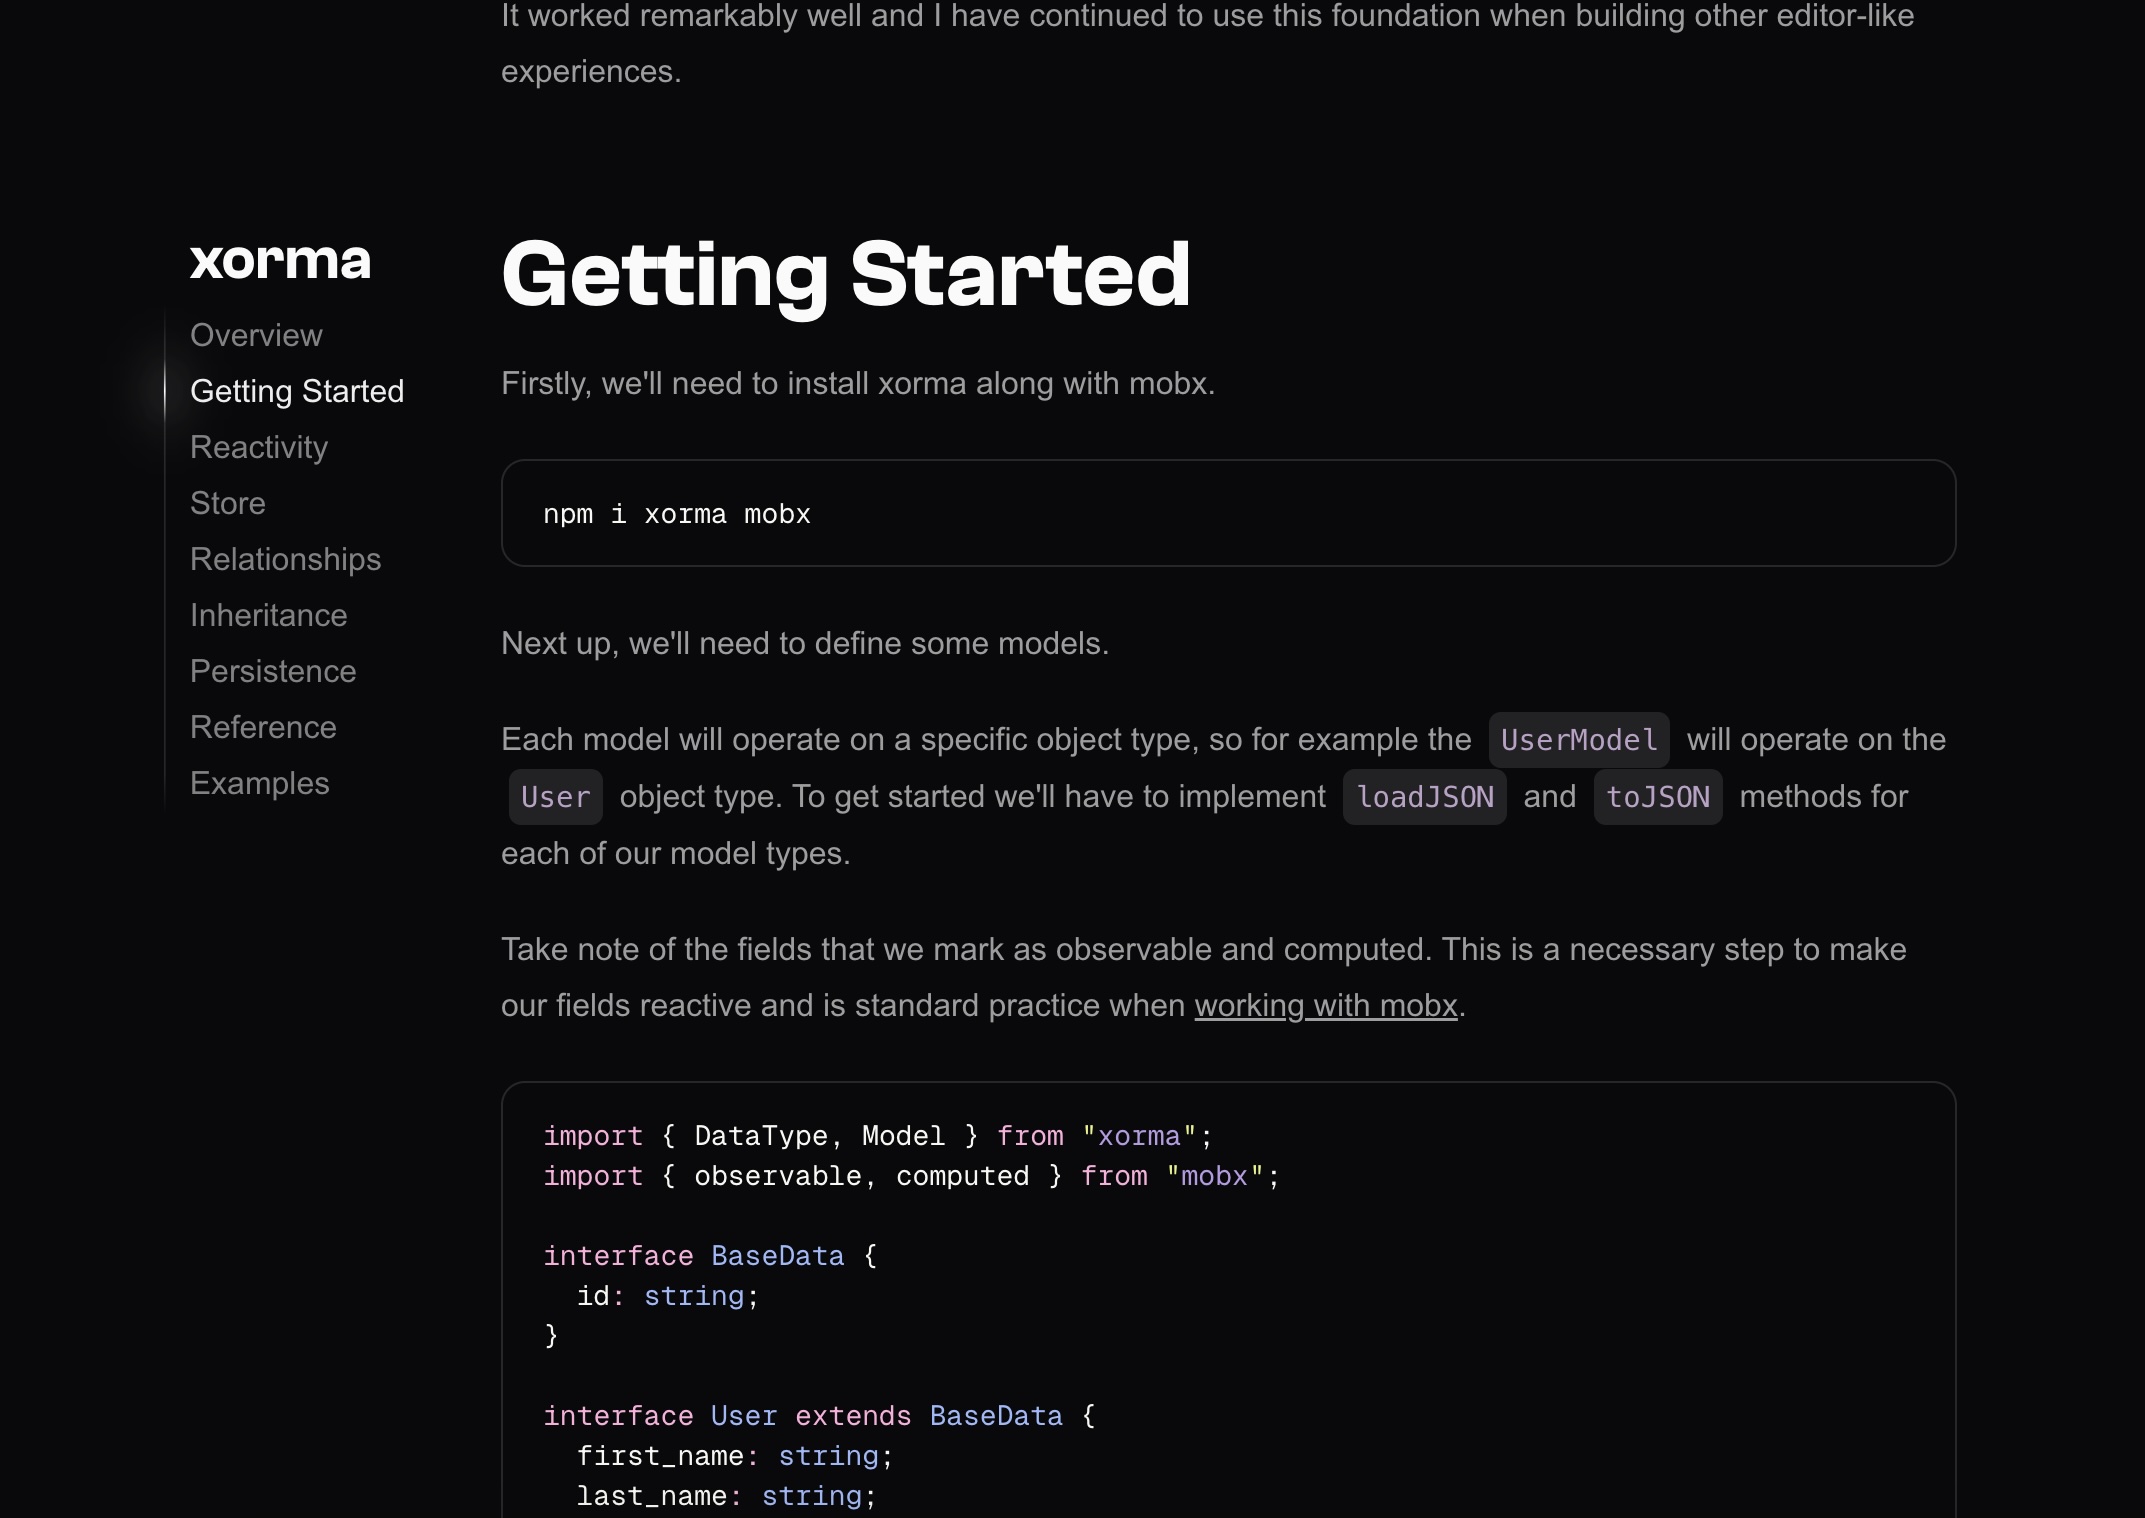 It worked remarkably well and I have continued to use this foundation when building other editor-like
experiences.
xorma
Overview
Getting Started
Reactivity
Store
Relationships
Inheritance
Persistence
Reference
Examples
Getting Started
Firstly, we'll need to install xorma along with mobx.
npm i xorma mobx
Next up, we'll need to define some models.
Each model will operate on a specific object type, so for example the UserModel will operate on the
User object type. To get started we'll have to implement loadJSON and toJSON methods for
each of our model types.
Take note of the fields that we mark as observable and computed. This is a necessary step to make
our fields reactive and is standard practice when working with mobx.
import { DataType, Model } from "xorma";
import { observable, computed } from "mobx";
interface BaseData {
  id: string;
}
interface User extends BaseData {
  first_name: string;
  last_name: string;